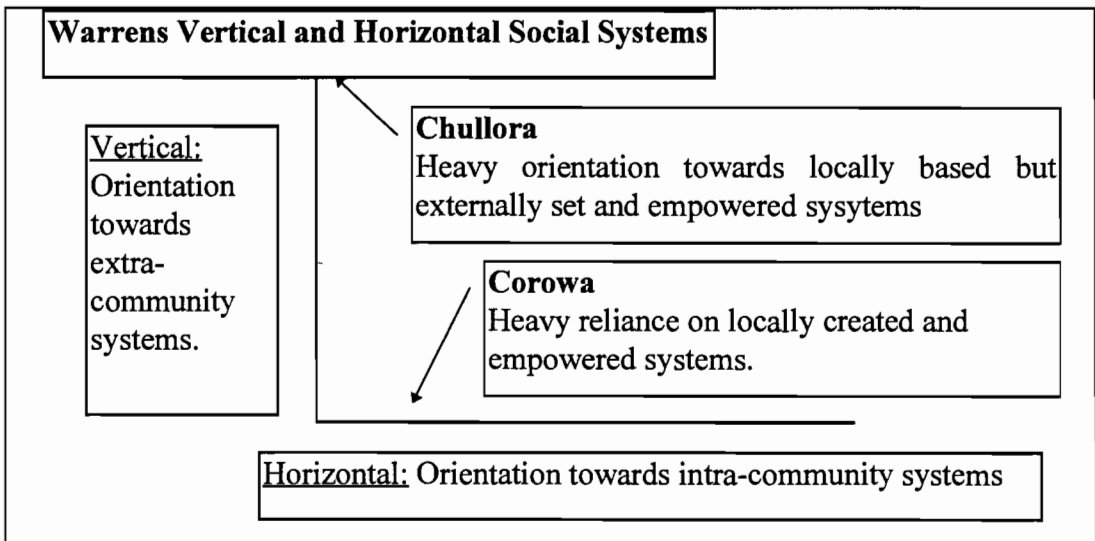 Warrens Vertical and Horizontal Social Systems
Chullora
Heavy orientation towards locally based but
externally set and empowered sysytems
Vertical:
Orientation
towards
extra-
community
systems.
Corowa
Heavy reliance on locally created and
empowered systems.
Horizontal: Orientation towards intra-community systems